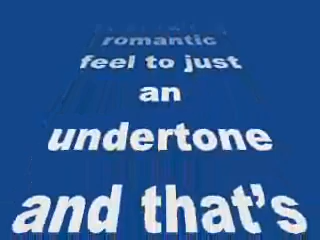 romantic
feel to just
an
undertone
and that's